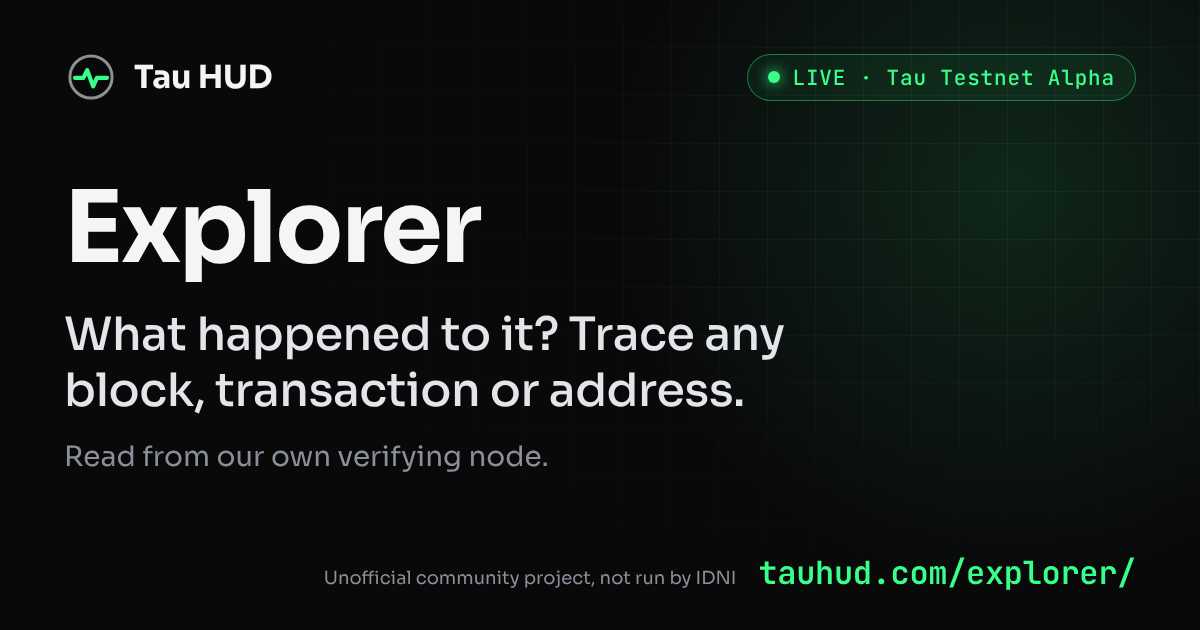 Tau HUD
LIVE · Tau Testnet Alpha
Explorer
What happened to it? Trace any
block, transaction or address.
Read from our own verifying node.
Unofficial community project, not run by IDNI
tauhud.com/explorer/